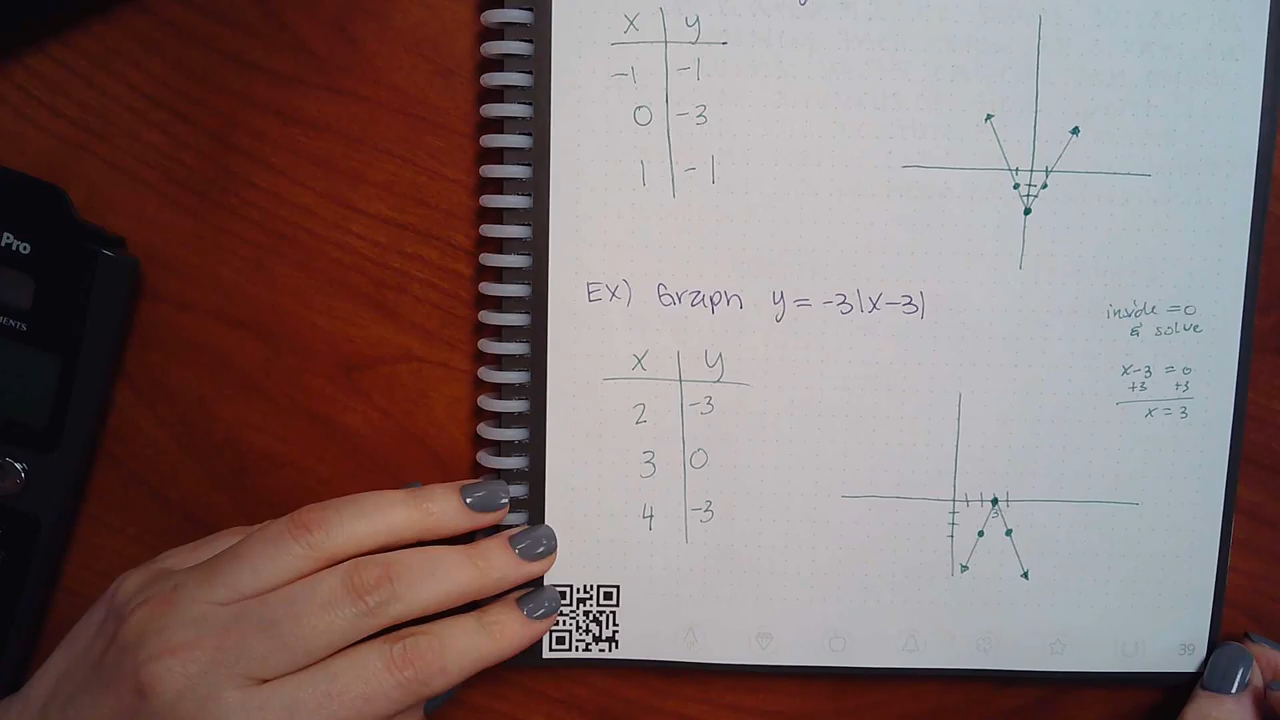 x y
-1 -1
0 -3
1 -1
EX) Graph y = -3|x-3|
inside = 0
& solve
x-3 = 0
+3 +3
x = 3
x y
2 -3
3 0
4 -3
3
39
Pro